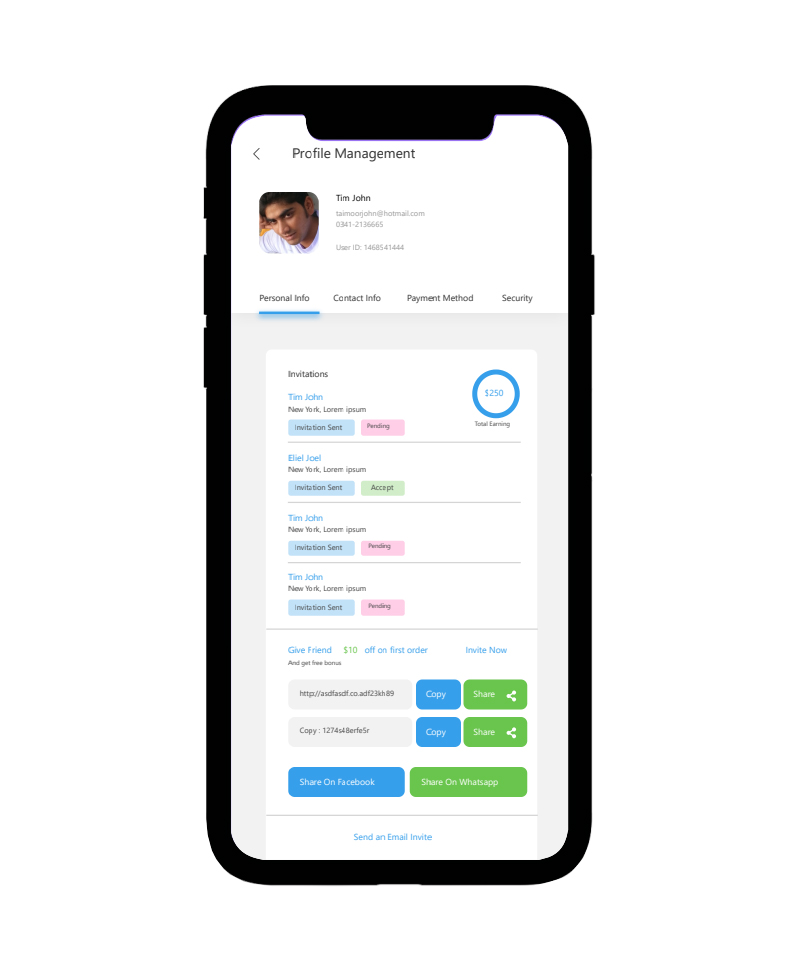 Profile Management
Tim John
taimoorjohn@hotmail.com
0341-2136665
User ID: 1468541444
Personal Info Contact Info Payment Method Security
Invitations
$250
Total Earning
Tim John
New York, Lorem ipsum
Invitation Sent Pending
Eliel Joel
New York, Lorem ipsum
Invitation Sent Accept
Tim John
New York, Lorem ipsum
Invitation Sent Pending
Tim John
New York, Lorem ipsum
Invitation Sent Pending
Give Friend $10 off on first order Invite Now
And get free bonus
http://asdfasdf.co.adf23kh89 Copy Share
Copy : 1274s48erfe5r Copy Share
Share On Facebook Share On Whatsapp
Send an Email Invite